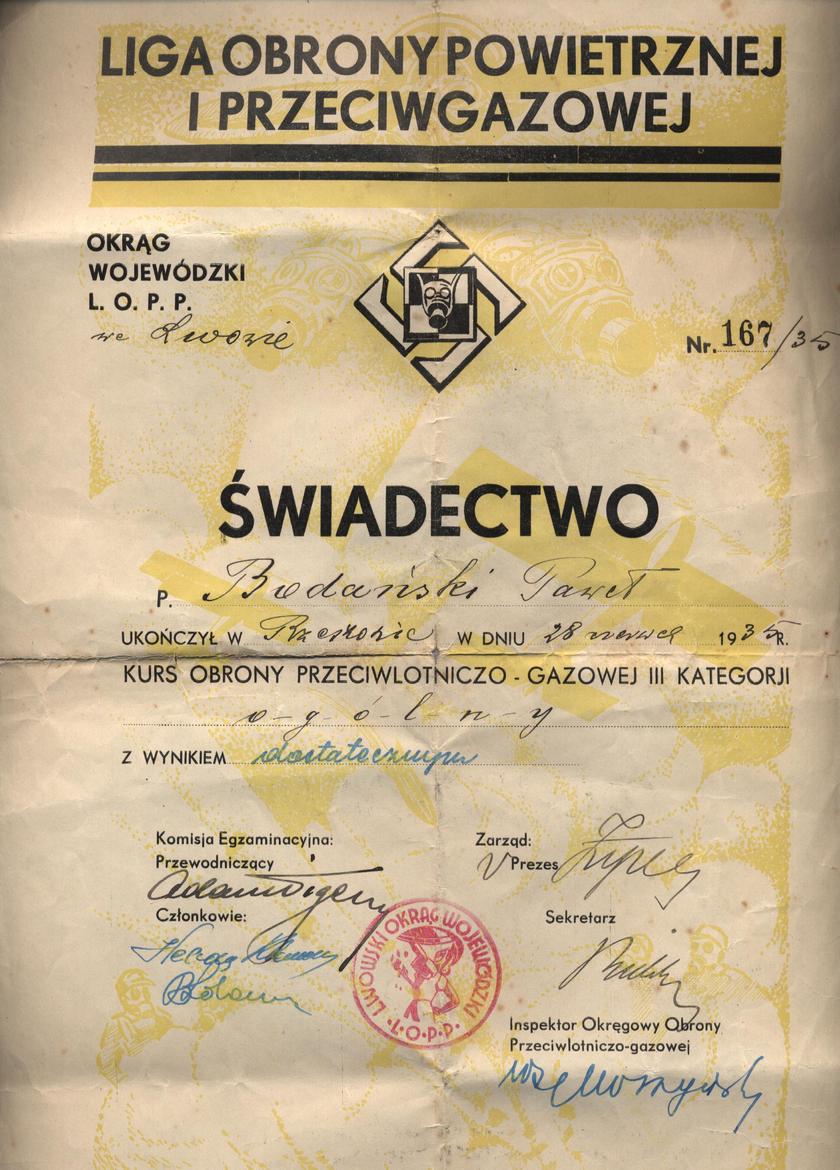 LIGA OBRONY POWIETRZNEJ
I PRZECIWGAZOWEJ
OKRĄG
WOJEWÓDZKI
L. O. P. P.
we Lwowie
Nr. 167/35
ŚWIADECTWO
P. Bodański Paweł
UKOŃCZYŁ W Rzeszowie W DNIU 28 czerwca 1935 R.
KURS OBRONY PRZECIWLOTNICZO - GAZOWEJ III KATEGORJI
o - g - ó - l - n - y
Z WYNIKIEM dostatecznym
Komisja Egzaminacyjna:
Przewodniczący
Adam
Członkowie:
Zarząd:
V Prezes
Sekretarz
LWOWSKI OKRĄG WOJEWÓDZKI
L.O.P.P.
Inspektor Okręgowy Obrony
Przeciwlotniczo-gazowej